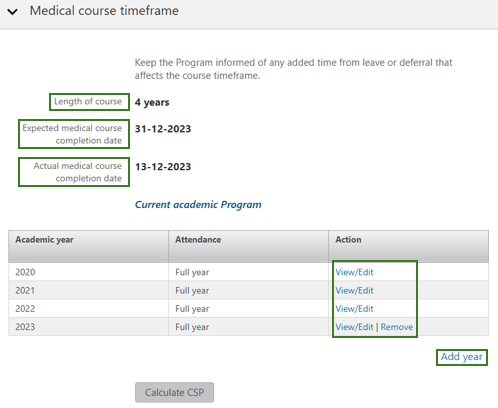 Medical course timeframe
Keep the Program informed of any added time from leave or deferral that
affects the course timeframe.
Length of course 4 years
Expected medical course 31-12-2023
completion date
Actual medical course 13-12-2023
completion date
Current academic Program
Academic year Attendance Action
2020 Full year View/Edit
2021 Full year View/Edit
2022 Full year View/Edit
2023 Full year View/Edit | Remove
Add year
Calculate CSP